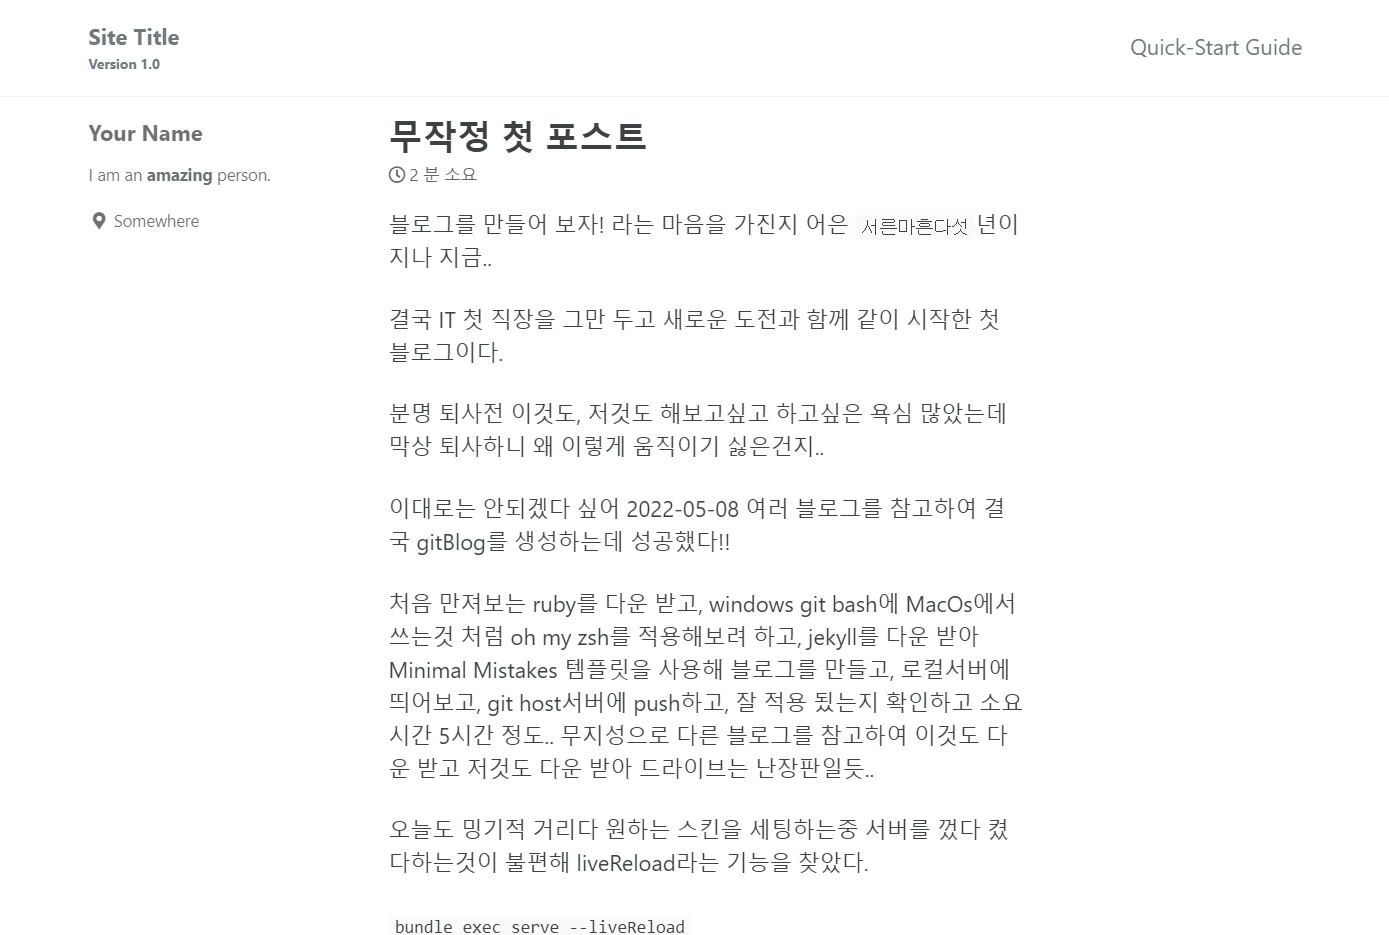 Site Title
Version 1.0
Quick-Start Guide
Your Name
I am an amazing person.
Somewhere
무작정 첫 포스트
2 분 소요
블로그를 만들어 보자! 라는 마음을 가진지 어은 서른마흔다섯 년이
지나 지금..
결국 IT 첫 직장을 그만 두고 새로운 도전과 함께 같이 시작한 첫
블로그이다.
분명 퇴사전 이것도, 저것도 해보고싶고 하고싶은 욕심 많았는데
막상 퇴사하니 왜 이렇게 움직이기 싫은건지..
이대로는 안되겠다 싶어 2022-05-08 여러 블로그를 참고하여 결
국 gitBlog를 생성하는데 성공했다!!
처음 만져보는 ruby를 다운 받고, windows git bash에 MacOs에서
쓰는것 처럼 oh my zsh를 적용해보려 하고, jekyll를 다운 받아
Minimal Mistakes 템플릿을 사용해 블로그를 만들고, 로컬서버에
띄어보고, git host서버에 push하고, 잘 적용 됬는지 확인하고 소요
시간 5시간 정도.. 무지성으로 다른 블로그를 참고하여 이것도 다
운 받고 저것도 다운 받아 드라이브는 난장판일듯..
오늘도 밍기적 거리다 원하는 스킨을 세팅하는중 서버를 껐다 켰
다하는것이 불편해 liveReload라는 기능을 찾았다.
bundle exec serve --liveReload